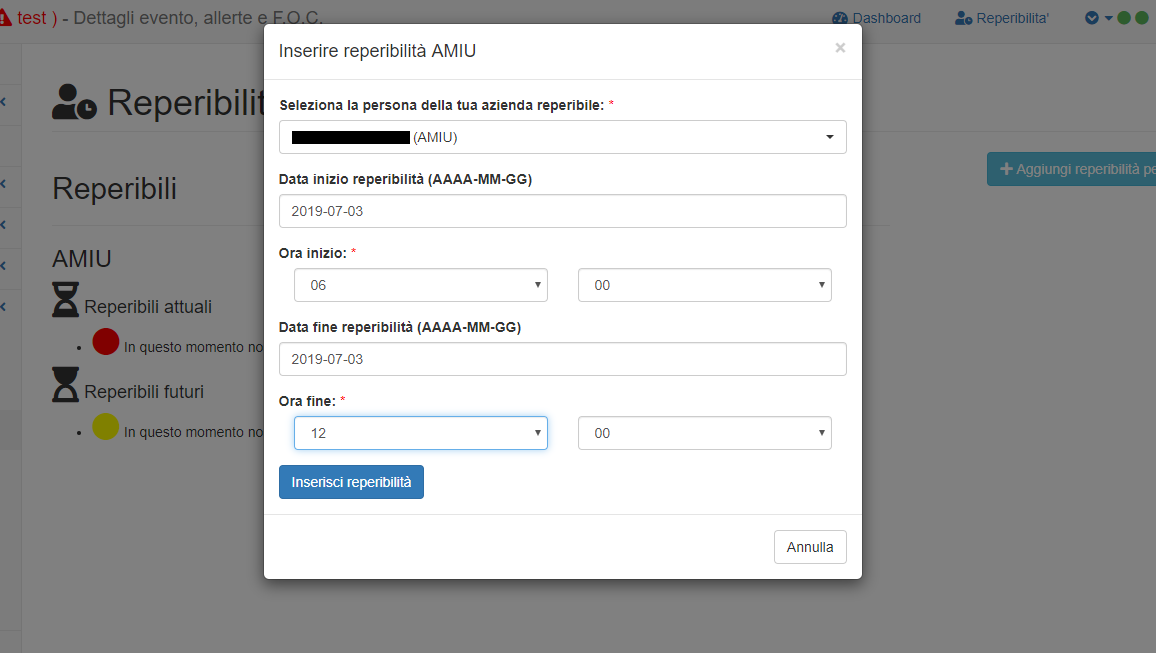 test ) - Dettagli evento, allerte e F.O.C.
Dashboard
Reperibilita'
Inserire reperibilità AMIU
×
Seleziona la persona della tua azienda reperibile: *
(AMIU)
Data inizio reperibilità (AAAA-MM-GG)
2019-07-03
Ora inizio: *
06
00
Data fine reperibilità (AAAA-MM-GG)
2019-07-03
Ora fine: *
12
00
Inserisci reperibilità
Annulla
Reperibilit
Reperibili
Aggiungi reperibilità pe
AMIU
Reperibili attuali
In questo momento no
Reperibili futuri
In questo momento no